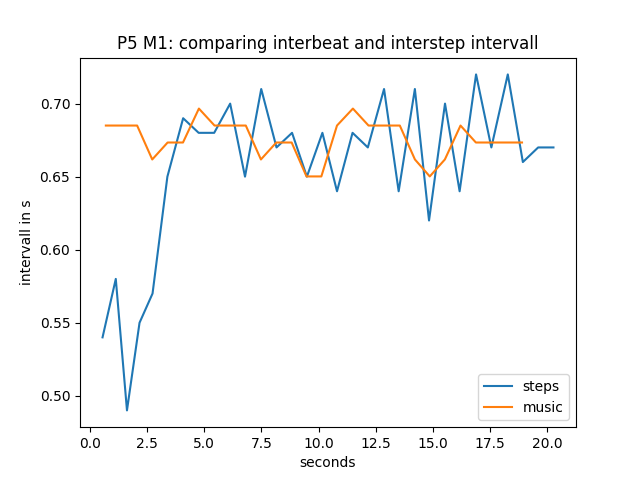 P5 M1: comparing interbeat and interstep intervall
intervall in s
0.70
0.65
0.60
0.55
0.50
0.0 2.5 5.0 7.5 10.0 12.5 15.0 17.5 20.0
seconds
steps
music